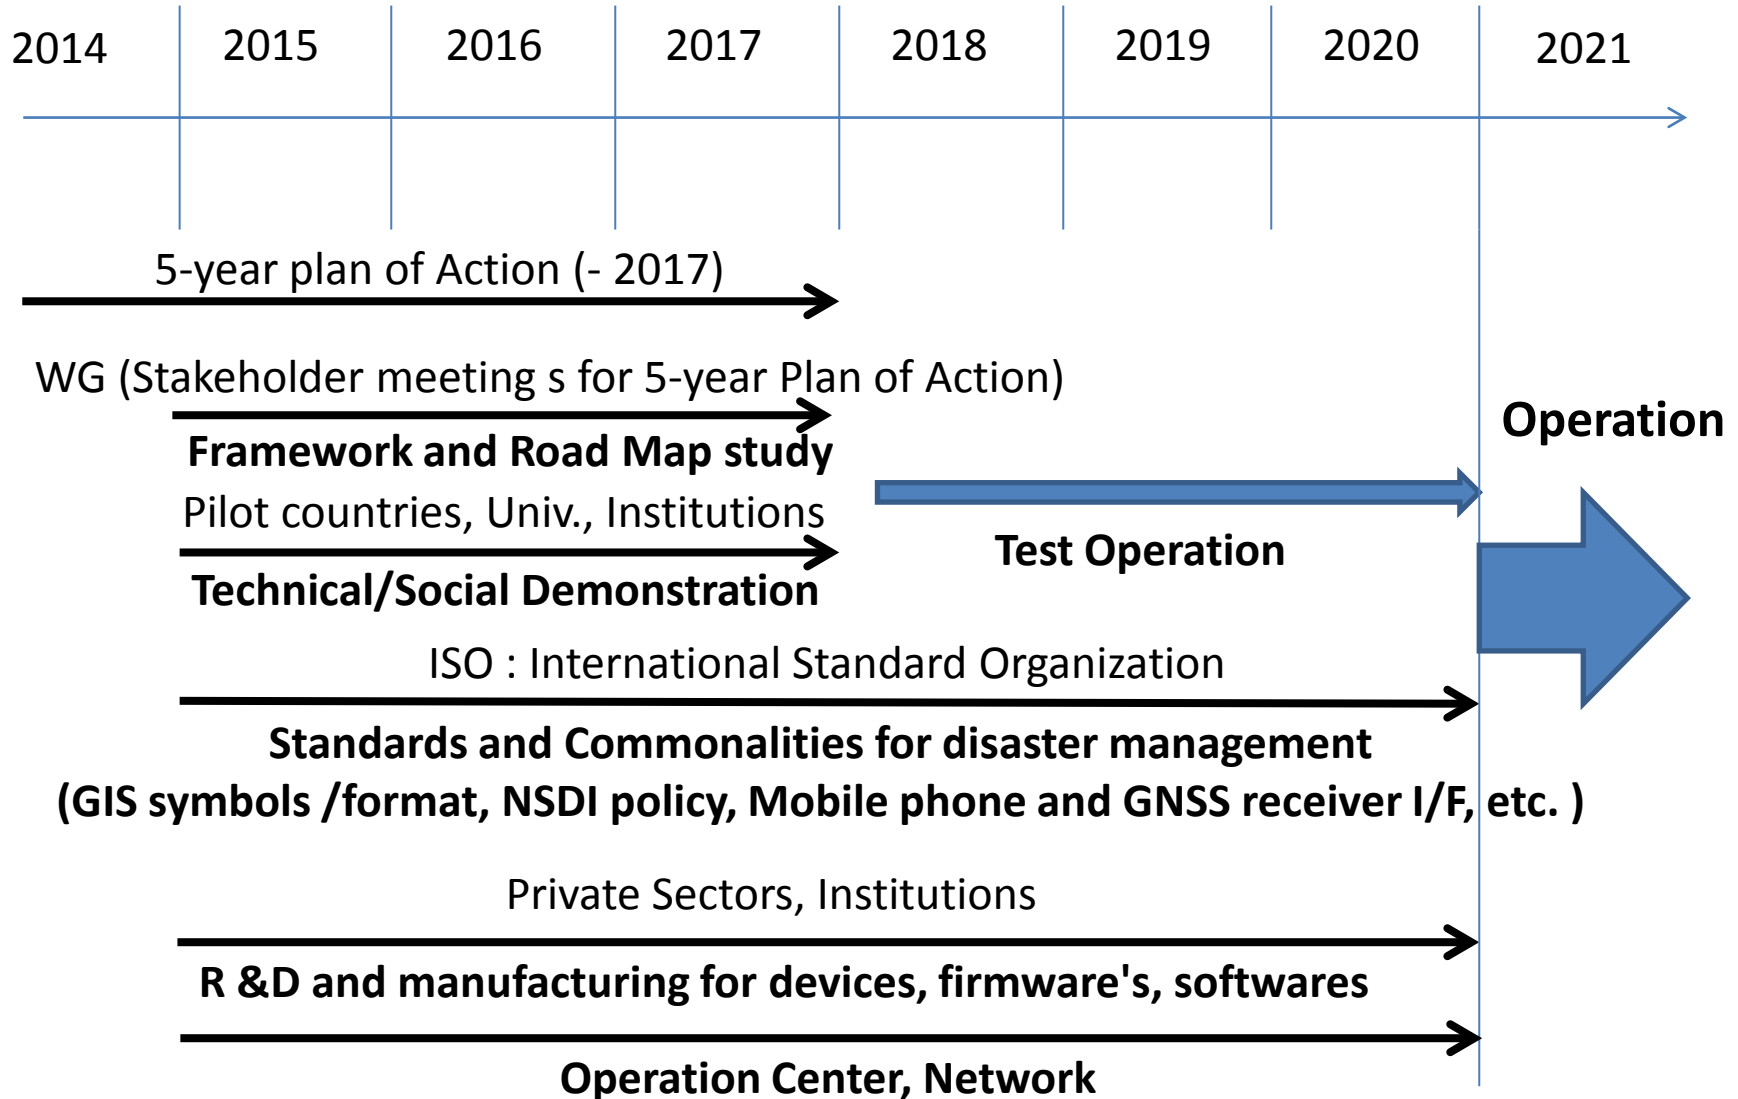 2014 2015 2016 2017 2018 2019 2020 2021
5-year plan of Action (- 2017)
WG (Stakeholder meeting s for 5-year Plan of Action)
Operation
Framework and Road Map study
Pilot countries, Univ., Institutions
Test Operation
Technical/Social Demonstration
ISO : International Standard Organization
Standards and Commonalities for disaster management
(GIS symbols /format, NSDI policy, Mobile phone and GNSS receiver I/F, etc. )
Private Sectors, Institutions
R &D and manufacturing for devices, firmware's, softwares
Operation Center, Network